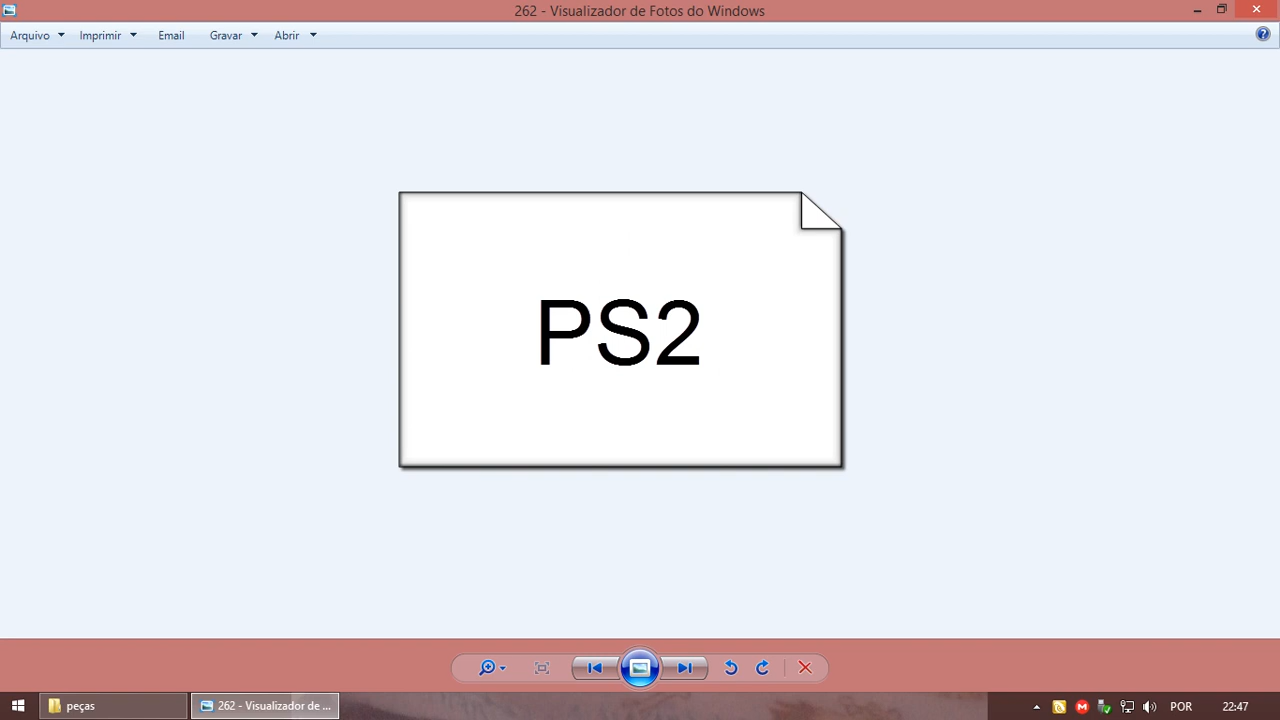 262 - Visualizador de Fotos do Windows
Arquivo Imprimir Email Gravar Abrir
PS2
peças 262 - Visualizador de ... POR 22:47